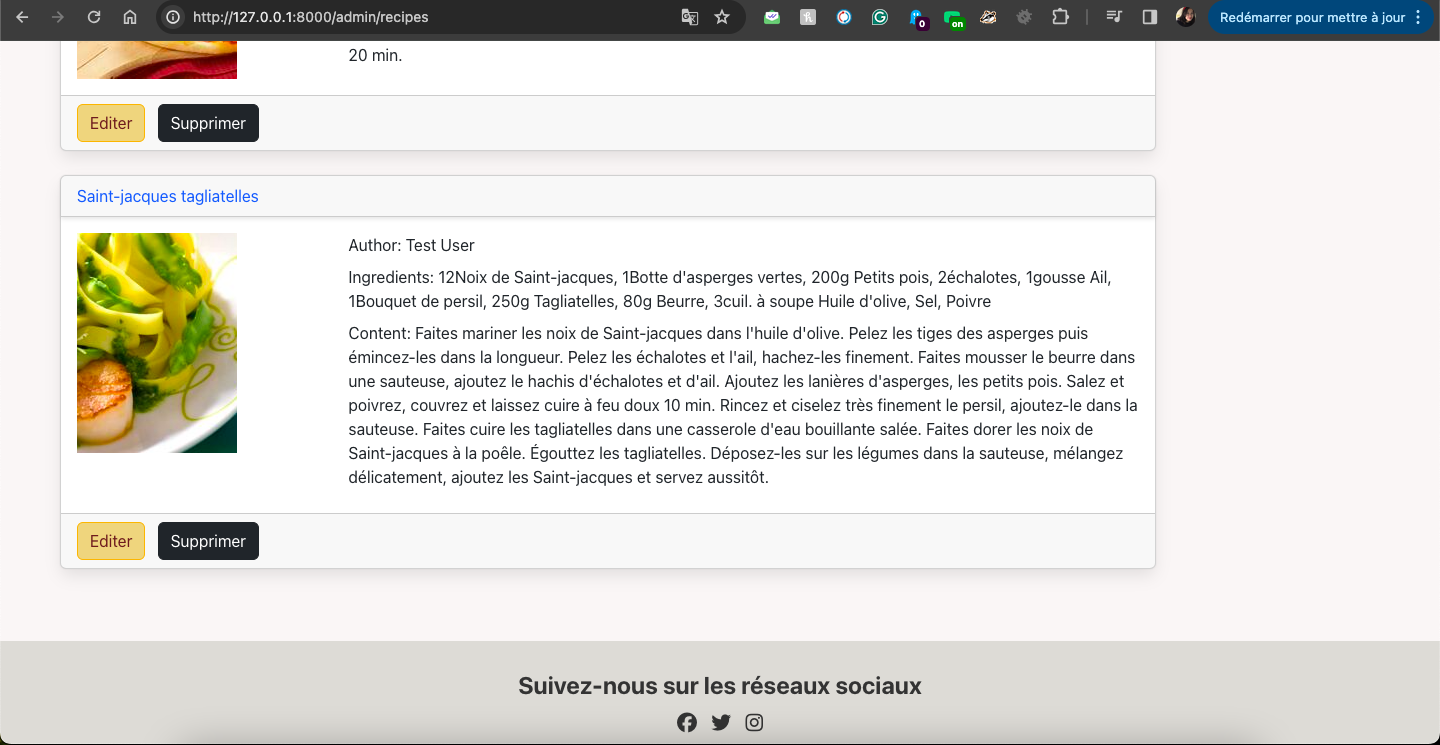 http://127.0.0.1:8000/admin/recipes
0
on
Redémarrer pour mettre à jour
20 min.
Editer Supprimer
Saint-jacques tagliatelles
Author: Test User
Ingredients: 12Noix de Saint-jacques, 1Botte d'asperges vertes, 200g Petits pois, 2échalotes, 1gousse Ail,
1Bouquet de persil, 250g Tagliatelles, 80g Beurre, 3cuil. à soupe Huile d'olive, Sel, Poivre
Content: Faites mariner les noix de Saint-jacques dans l'huile d'olive. Pelez les tiges des asperges puis
émincez-les dans la longueur. Pelez les échalotes et l'ail, hachez-les finement. Faites mousser le beurre dans
une sauteuse, ajoutez le hachis d'échalotes et d'ail. Ajoutez les lanières d'asperges, les petits pois. Salez et
poivrez, couvrez et laissez cuire à feu doux 10 min. Rincez et ciselez très finement le persil, ajoutez-le dans la
sauteuse. Faites cuire les tagliatelles dans une casserole d'eau bouillante salée. Faites dorer les noix de
Saint-jacques à la poêle. Égouttez les tagliatelles. Déposez-les sur les légumes dans la sauteuse, mélangez
délicatement, ajoutez les Saint-jacques et servez aussitôt.
Editer Supprimer
Suivez-nous sur les réseaux sociaux